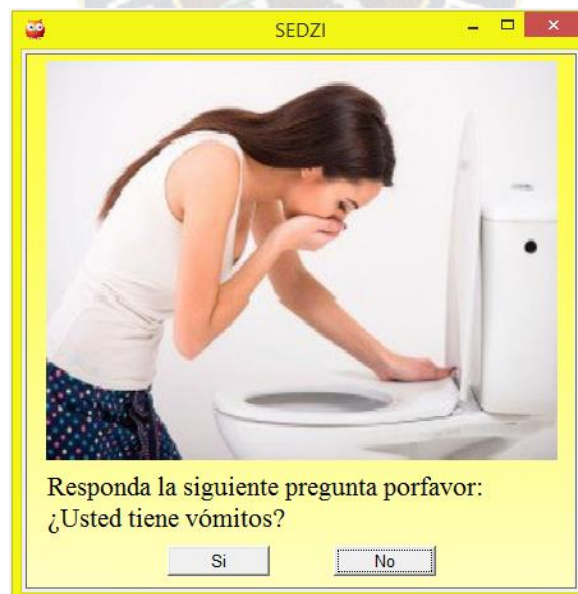 SEDZI
Responda la siguiente pregunta porfavor:
¿Usted tiene vómitos?
Si
No